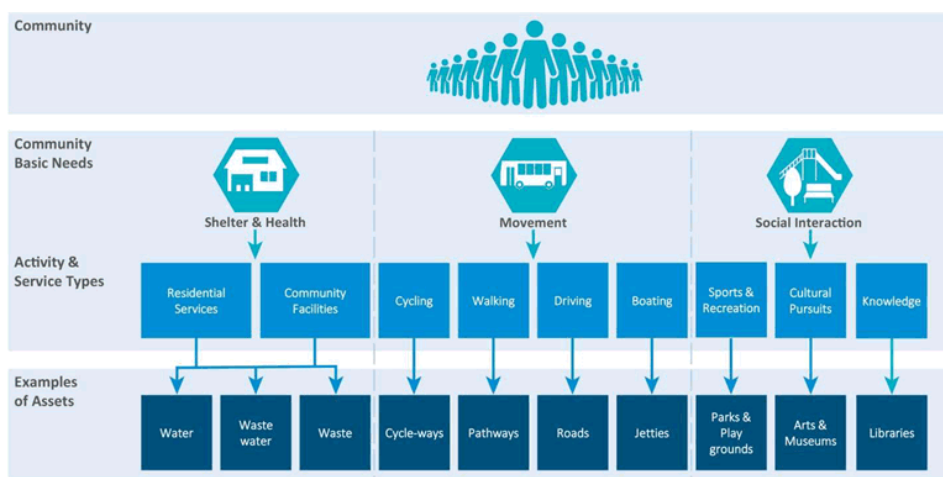 Community
Community
Basic Needs
Shelter & Health
Movement
Social Interaction
Activity &
Service Types
Residential
Services
Community
Facilities
Cycling
Walking
Driving
Boating
Sports &
Recreation
Cultural
Pursuits
Knowledge
Examples
of Assets
Water
Waste
water
Waste
Cycle-ways
Pathways
Roads
Jetties
Parks &
Play
grounds
Arts &
Museums
Libraries